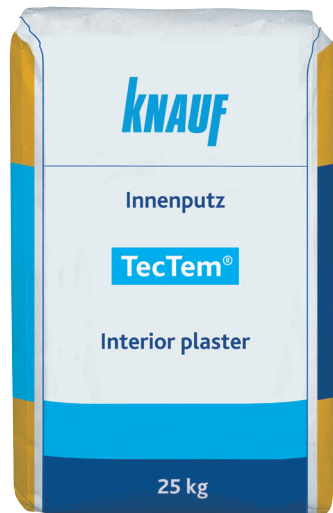 KNAUF
Innenputz
TecTem®
Interior plaster
25 kg